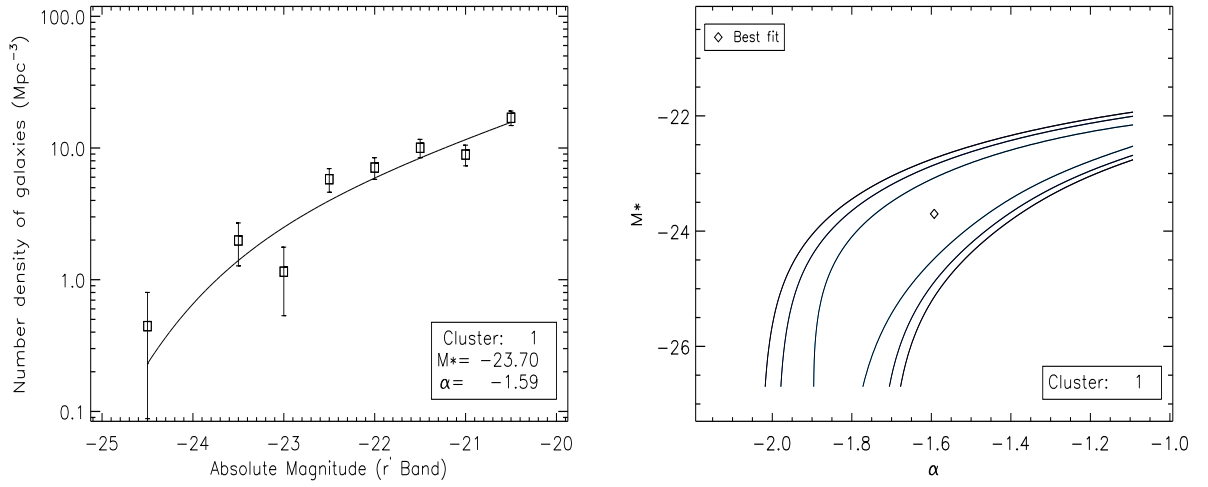 Number density of galaxies (Mpc⁻³)
100.0
10.0
1.0
0.1
Cluster: 1
M*= −23.70
α= −1.59
−25 −24 −23 −22 −21 −20
Absolute Magnitude (r' Band)
◇ Best fit
M*
−22
−24
−26
Cluster: 1
−2.0 −1.8 −1.6 −1.4 −1.2 −1.0
α